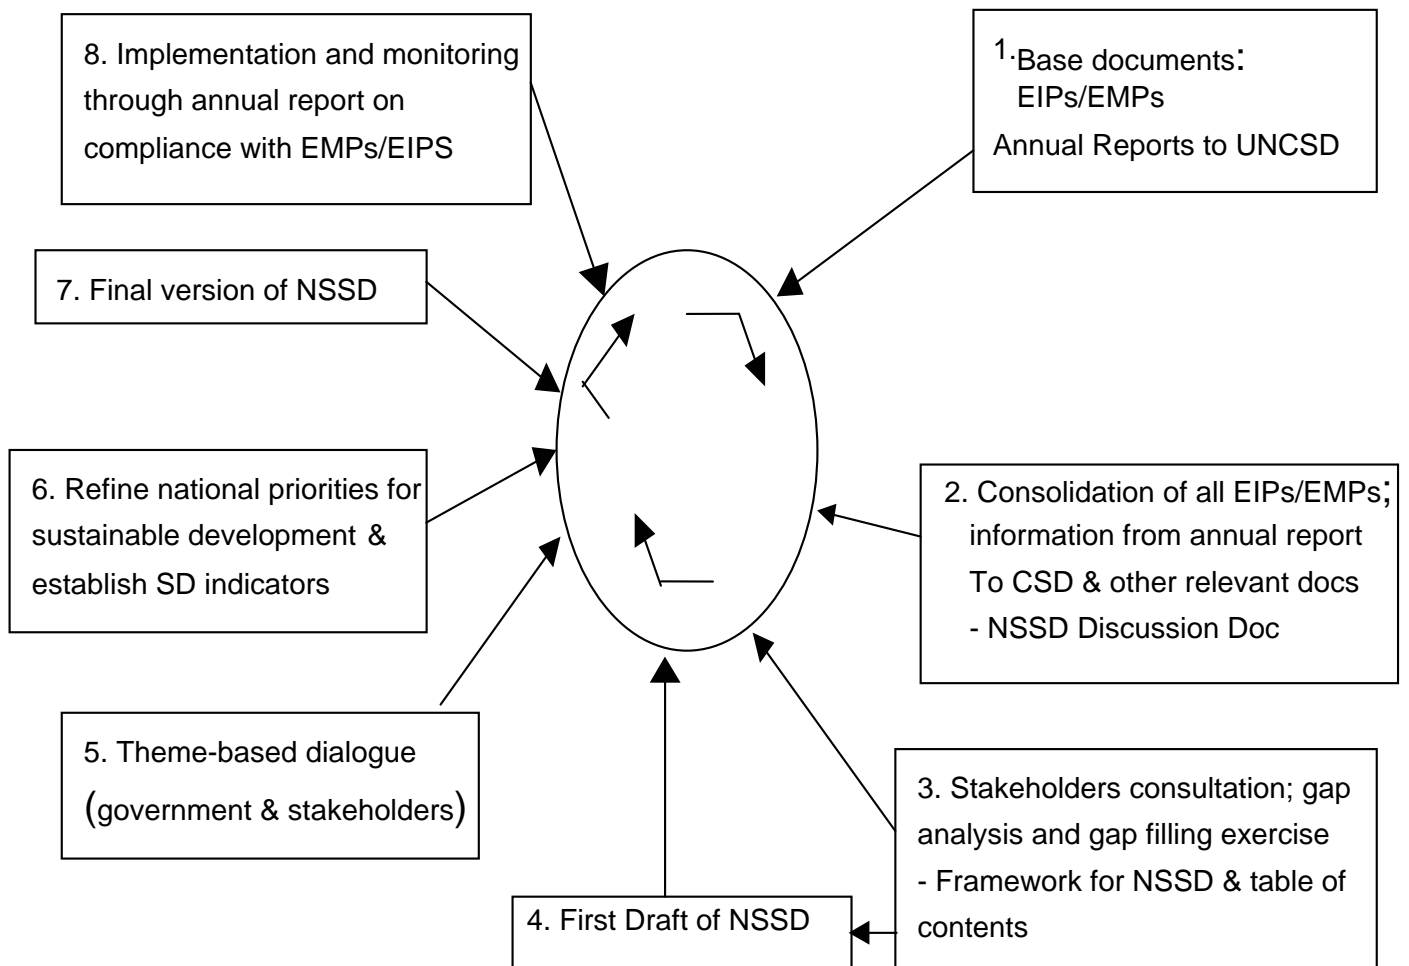 1. Base documents:
EIPs/EMPs
Annual Reports to UNCSD
2. Consolidation of all EIPs/EMPs;
information from annual report
To CSD & other relevant docs
- NSSD Discussion Doc
3. Stakeholders consultation; gap
analysis and gap filling exercise
- Framework for NSSD & table of
contents
4. First Draft of NSSD
5. Theme-based dialogue
(government & stakeholders)
6. Refine national priorities for
sustainable development &
establish SD indicators
7. Final version of NSSD
8. Implementation and monitoring
through annual report on
compliance with EMPs/EIPS